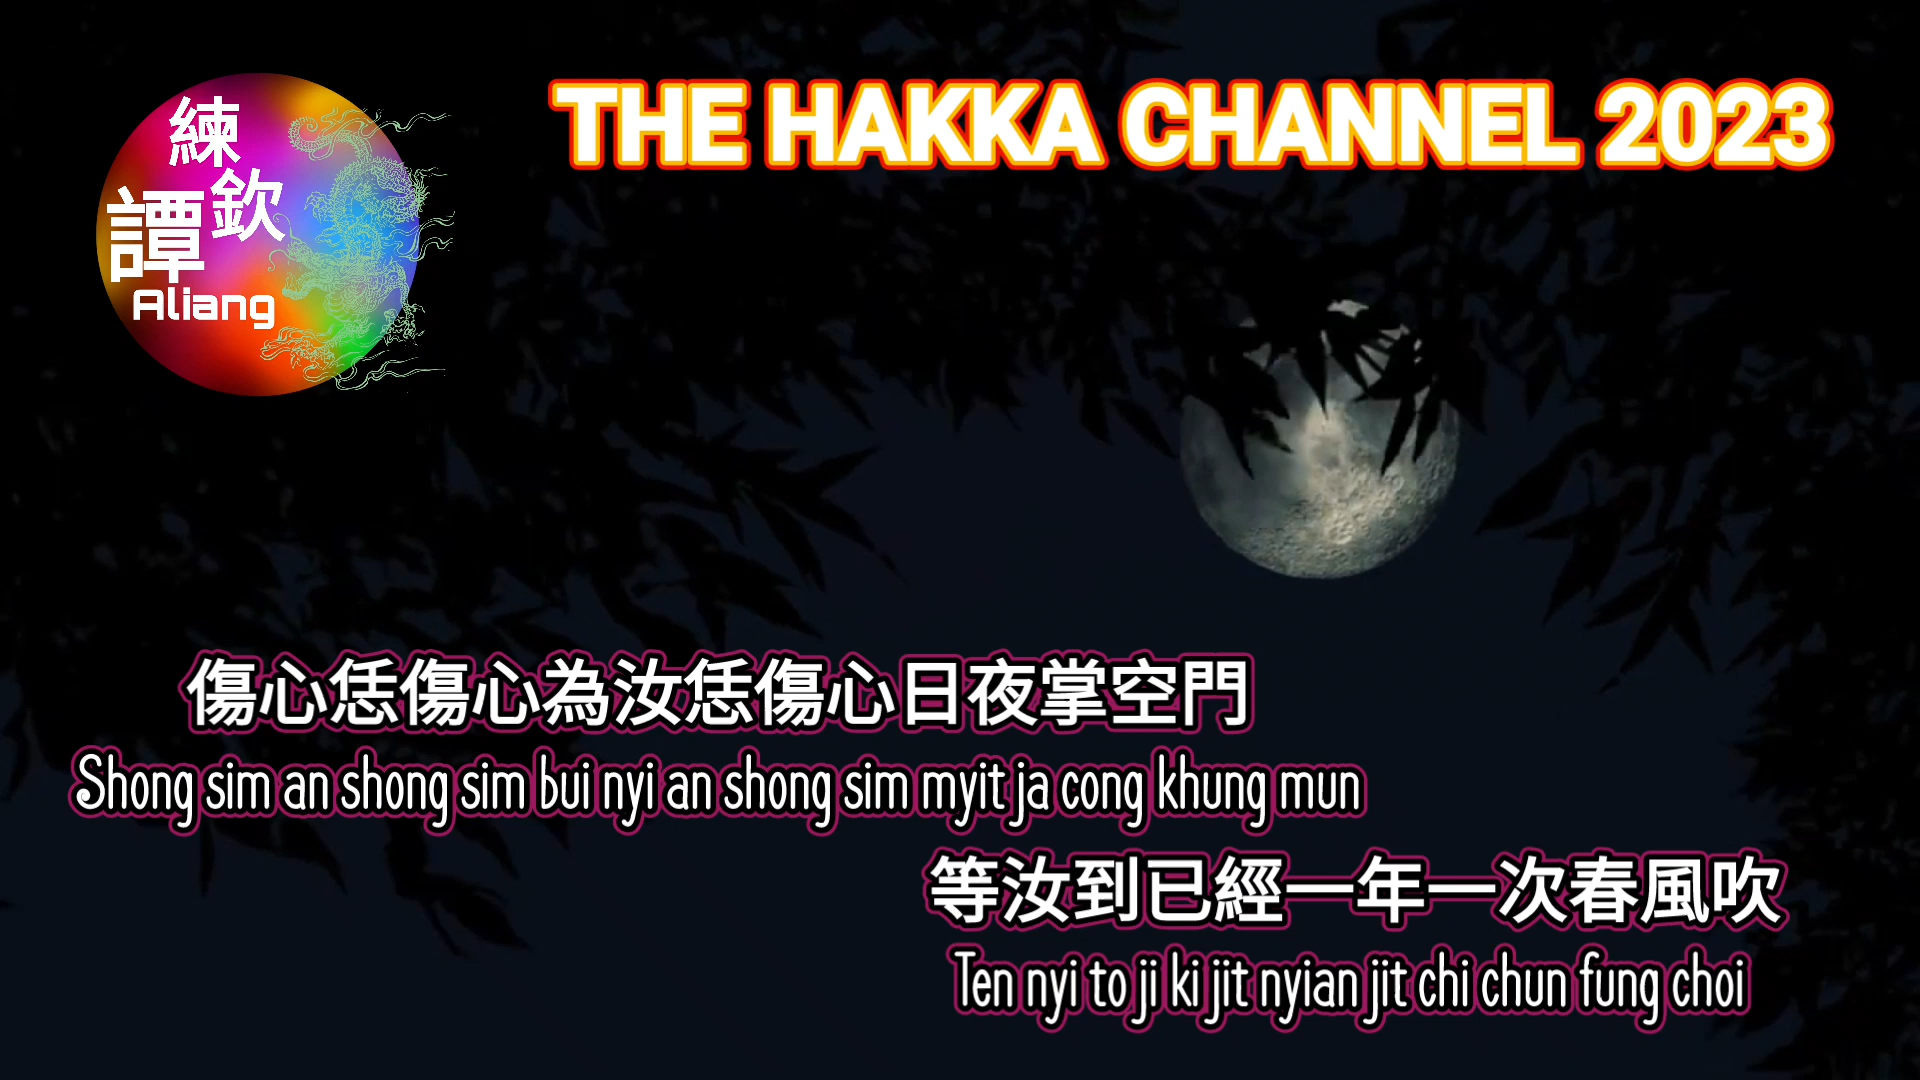 THE HAKKA CHANNEL 2023
練
欽
譚
Aliang
傷心恁傷心為汝恁傷心日夜掌空門
Shong sim an shong sim bui nyi an shong sim myit ja cong khung mun
等汝到已經一年一次春風吹
Ten nyi to ji ki jit nyian jit chi chun fung choi